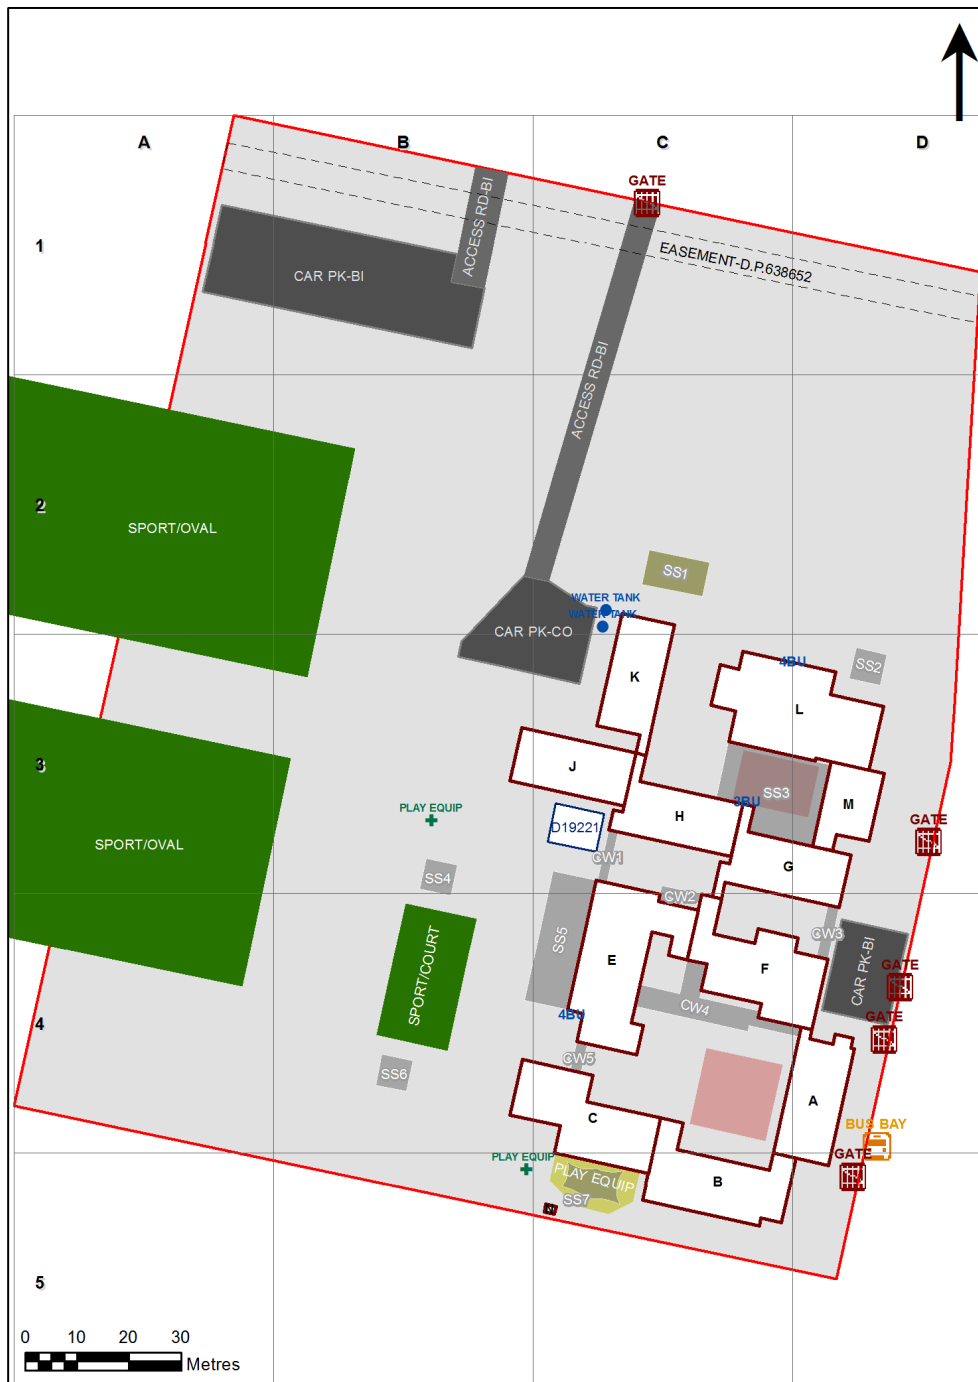 A
B
C
D
GATE
1
ACCESS RD-BI
CAR PK-BI
EASEMENT-D.P.638652
ACCESS RD-BI
2
SPORT/OVAL
SS1
WATER TANK
WATER TANK
CAR PK-CO
4BU
SS2
K
L
3
J
SS3
3BU
M
PLAY EQUIP
H
D19221
GATE
SPORT/OVAL
CW1
G
SS4
CW2
SS5
CW3
E
F
CAR PK-BI
GATE
SPORT/COURT
CW4
4BU
GATE
4
CW5
SS6
A
C
BUS BAY
PLAY EQUIP
GATE
PLAY EQUIP
B
SS7
5
0 10 20 30
Metres